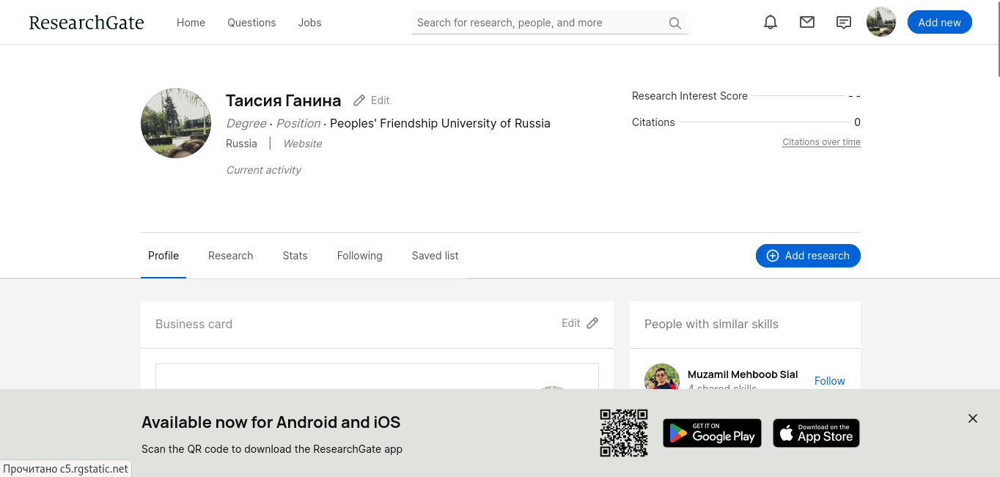 ResearchGate
Home Questions Jobs
Search for research, people, and more
Add new
Таисия Ганина
Edit
Degree · Position · Peoples' Friendship University of Russia
Russia | Website
Current activity
Research Interest Score - -
Citations 0
Citations over time
Profile Research Stats Following Saved list
Add research
Business card
Edit
People with similar skills
Muzamil Mehboob Sial
4 shared skills
Follow
Available now for Android and iOS
Scan the QR code to download the ResearchGate app
GET IT ON
Google Play
Download on the
App Store
Прочитано c5.rgstatic.net